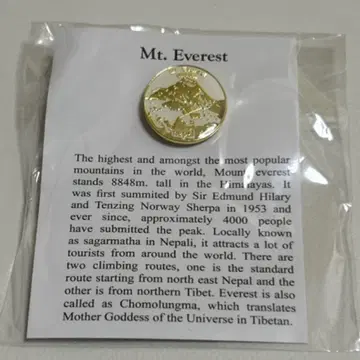 Mt. Everest
The highest and amongst the most popular
mountains in the world, Mount everest
stands 8848m. tall in the Himalayas. It
was first summitted by Sir Edmund Hilary
and Tenzing Norway Sherpa in 1953 and
ever since, approximately 4000 people
have submitted the peak. Locally known
as sagarmatha in Nepali, it attracts a lot of
tourists from around the world. There are
two climbing routes, one is the standard
route starting from north east Nepal and the
other is from northern Tibet. Everest is also
called as Chomolungma, which translates
Mother Goddess of the Universe in Tibetan.